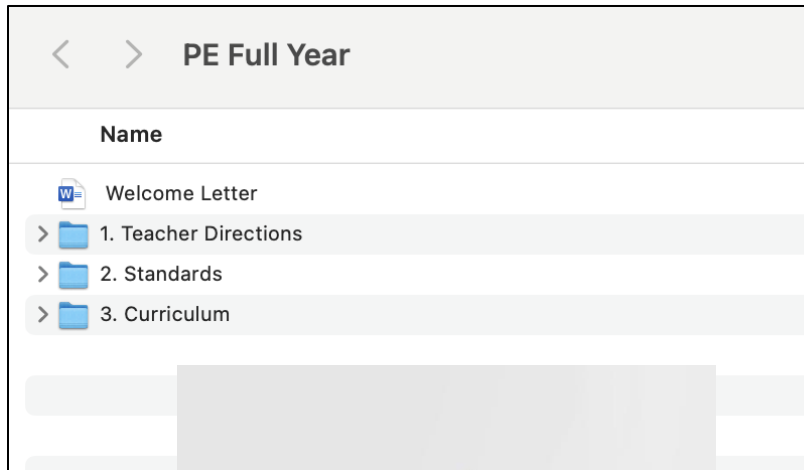 PE Full Year
Name
Welcome Letter
1. Teacher Directions
2. Standards
3. Curriculum